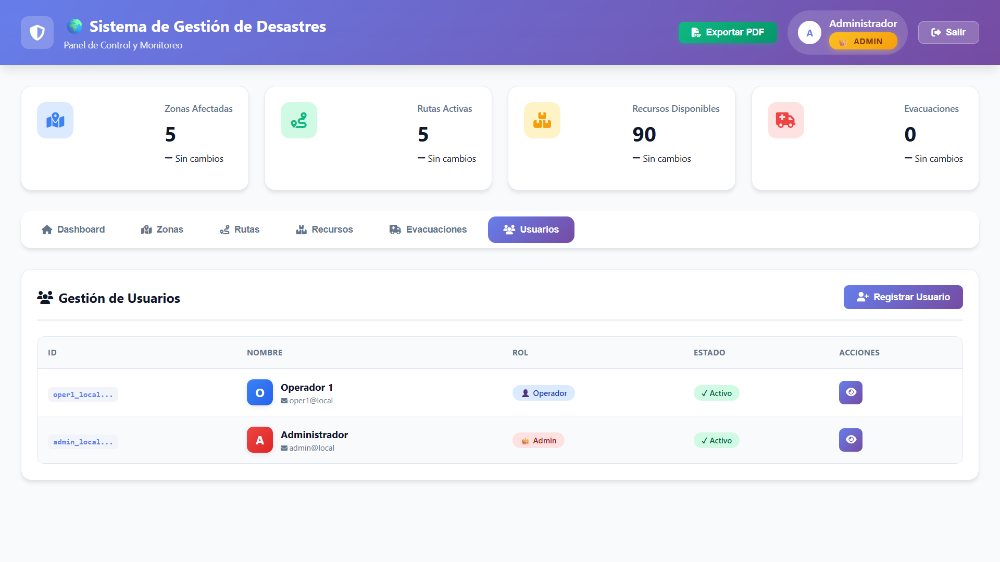 Sistema de Gestión de Desastres
Panel de Control y Monitoreo
PDF Exportar PDF
A
Administrador
ADMIN
Salir
Zonas Afectadas
5
Sin cambios
Rutas Activas
5
Sin cambios
Recursos Disponibles
90
Sin cambios
Evacuaciones
0
Sin cambios
Dashboard Zonas Rutas Recursos Evacuaciones Usuarios
Gestión de Usuarios
Registrar Usuario
ID NOMBRE ROL ESTADO ACCIONES
oper1_local... O Operador 1 Operador ✓ Activo
oper1@local
admin_local... A Administrador Admin ✓ Activo
admin@local